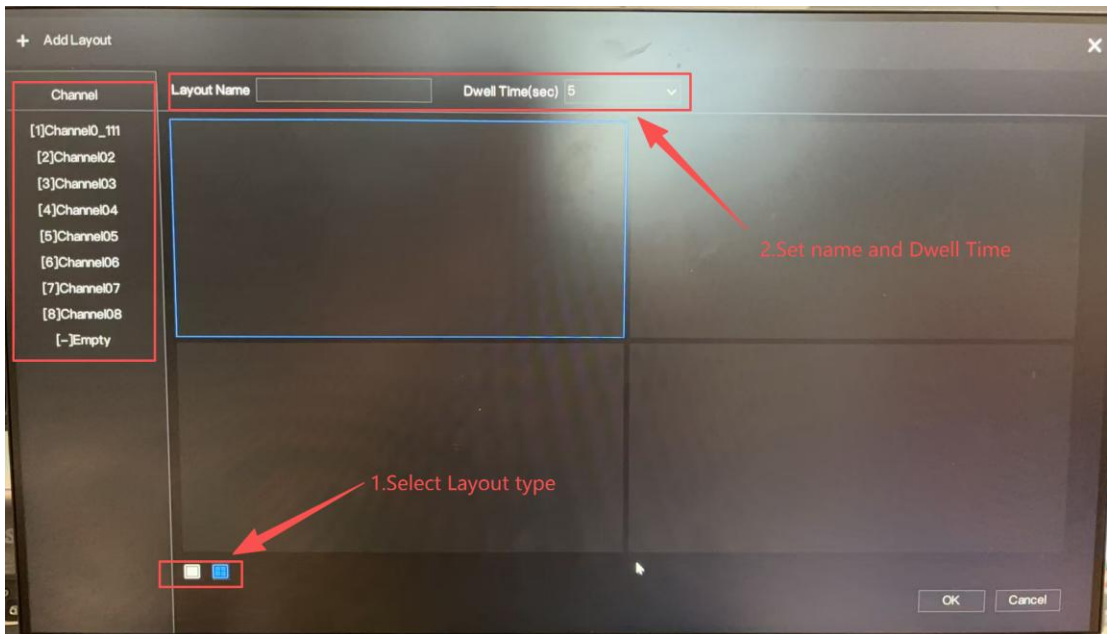 + Add Layout
Channel
Layout Name
Dwell Time(sec) 5
[1]Channel0_111
[2]Channel02
[3]Channel03
[4]Channel04
[5]Channel05
[6]Channel06
[7]Channel07
[8]Channel08
[-]Empty
2.Set name and Dwell Time
1.Select Layout type
OK
Cancel